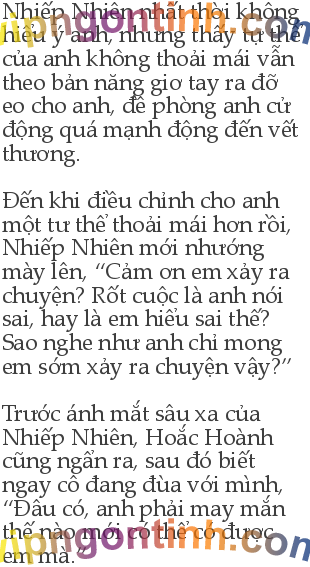 Nhiếp Nhiên nhất thời không
hiểu ý anh, nhưng thấy tư thế
của anh không thoải mái vẫn
theo bản năng giơ tay ra đỡ
eo cho anh, đề phòng anh cử
động quá mạnh động đến vết
thương.
Đến khi điều chỉnh cho anh
một tư thể thoải mái hơn rồi,
Nhiếp Nhiên mới nhướng
mày lên, “Cảm ơn em xảy ra
chuyện? Rốt cuộc là anh nói
sai, hay là em hiểu sai thế?
Sao nghe như anh chỉ mong
em sớm xảy ra chuyện vậy?”
Trước ánh mắt sâu xa của
Nhiếp Nhiên, Hoắc Hoành
cũng ngẩn ra, sau đó biết
ngay cô đang đùa với mình,
“Đâu có, anh phải may mắn
thế nào mới có thể có được
em mà.”
vipngontinh.com